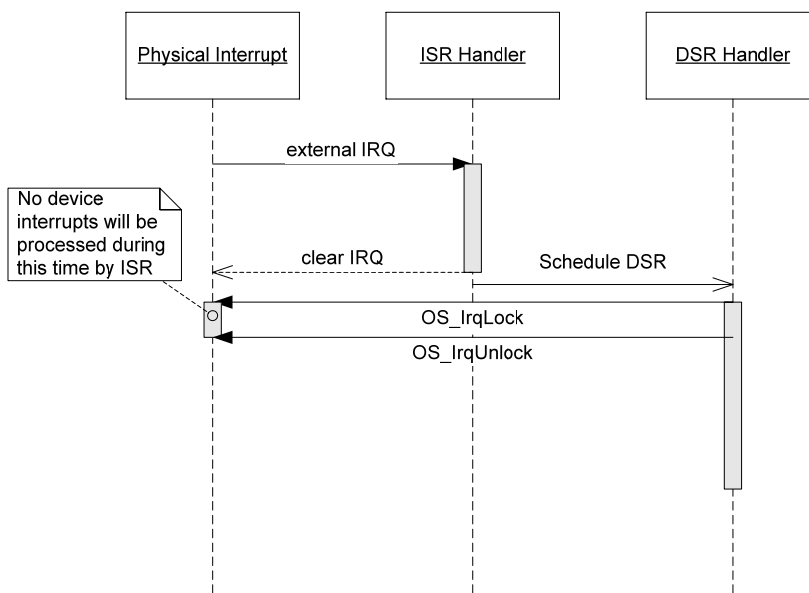 Physical Interrupt
ISR Handler
DSR Handler
external IRQ
No device
interrupts will be
processed during
this time by ISR
clear IRQ
Schedule DSR
OS_IrqLock
OS_IrqUnlock